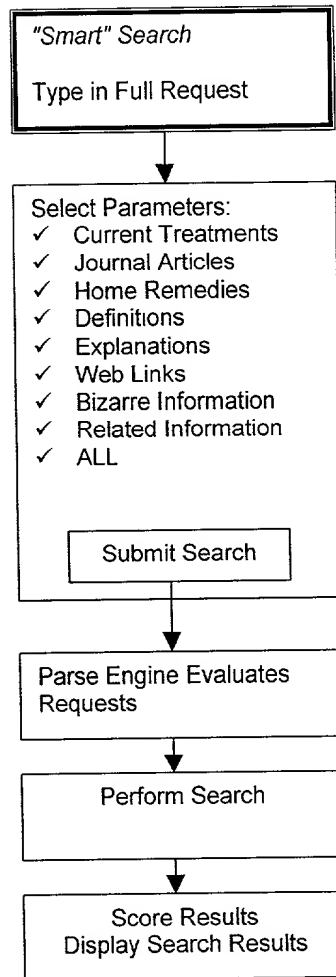 "Smart" Search
Type in Full Request
Select Parameters:
✓ Current Treatments
✓ Journal Articles
✓ Home Remedies
✓ Definitions
✓ Explanations
✓ Web Links
✓ Bizarre Information
✓ Related Information
✓ ALL
Submit Search
Parse Engine Evaluates
Requests
Perform Search
Score Results
Display Search Results